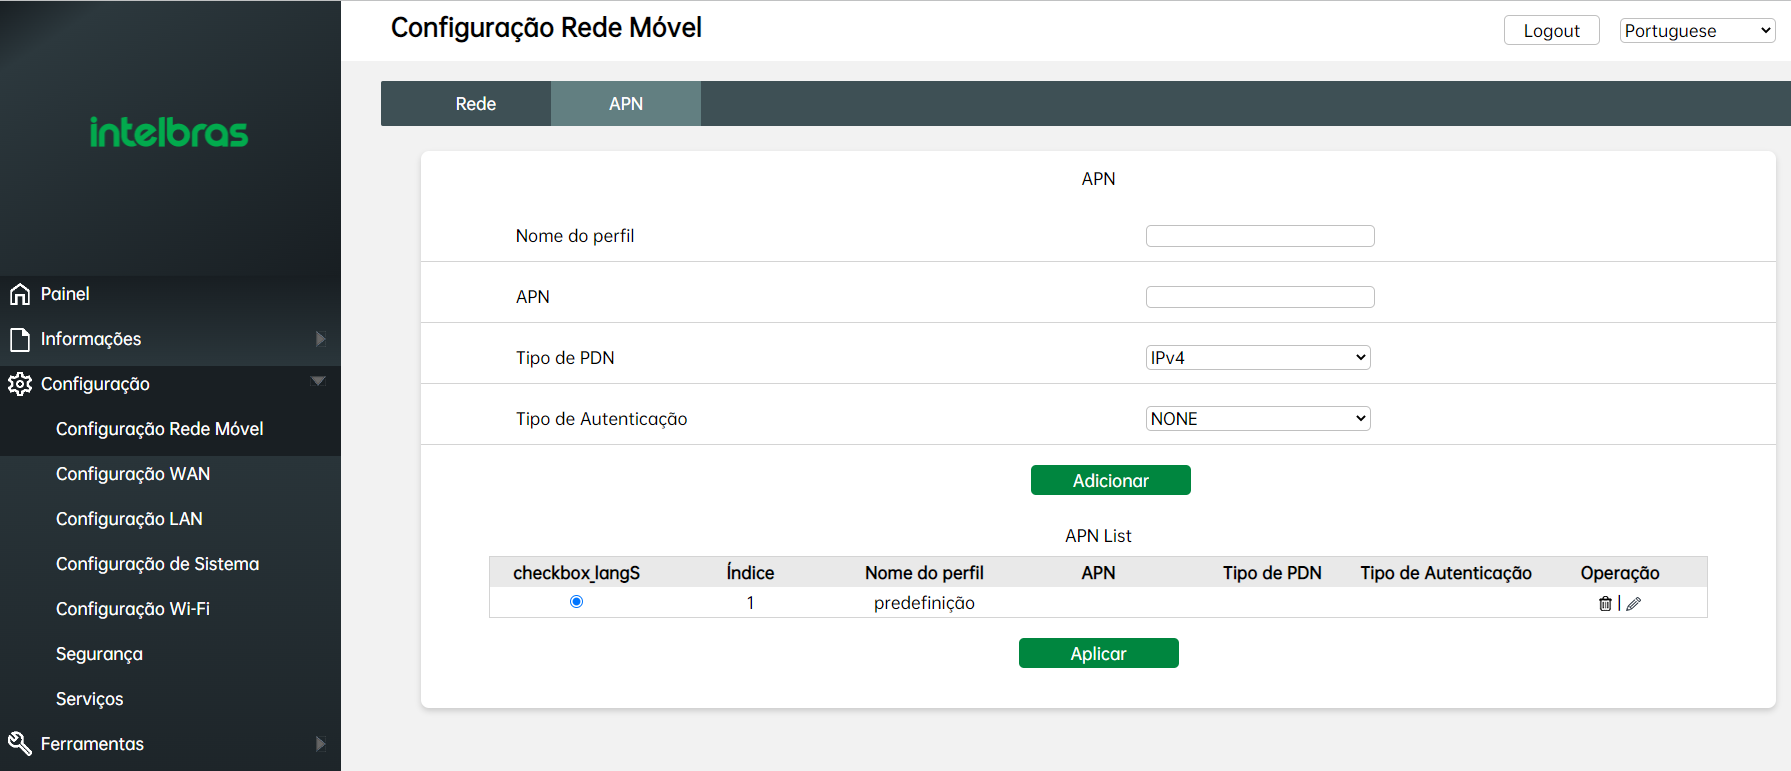 Configuração Rede Móvel
Logout
Portuguese
intelbras
Painel
Informações
Configuração
Configuração Rede Móvel
Configuração WAN
Configuração LAN
Configuração de Sistema
Configuração Wi-Fi
Segurança
Serviços
Ferramentas
Rede APN
APN
Nome do perfil
APN
Tipo de PDN IPv4
Tipo de Autenticação NONE
Adicionar
APN List
checkbox_langS Índice Nome do perfil APN Tipo de PDN Tipo de Autenticação Operação
1 predefinição |
Aplicar